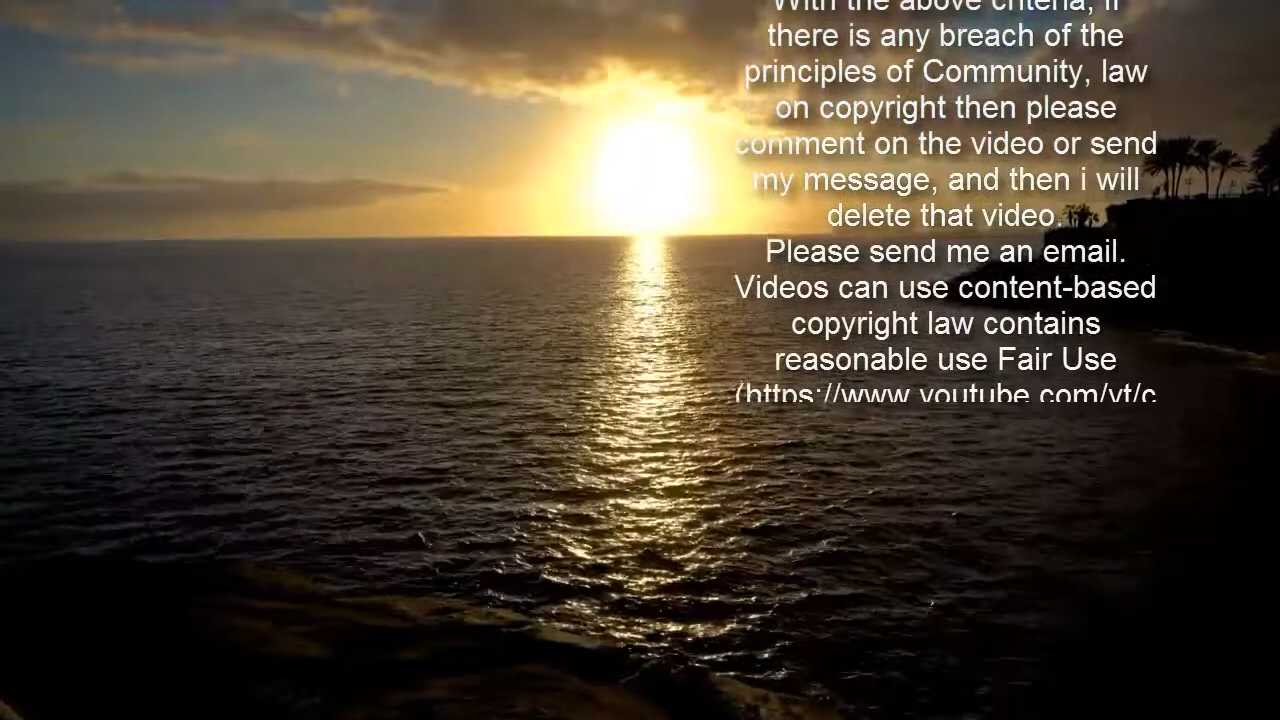 With the above criteria, if
there is any breach of the
principles of Community, law
on copyright then please
comment on the video or send
my message, and then i will
delete that video.
Please send me an email.
Videos can use content-based
copyright law contains
reasonable use Fair Use
(https://www.youtube.com/yt/c